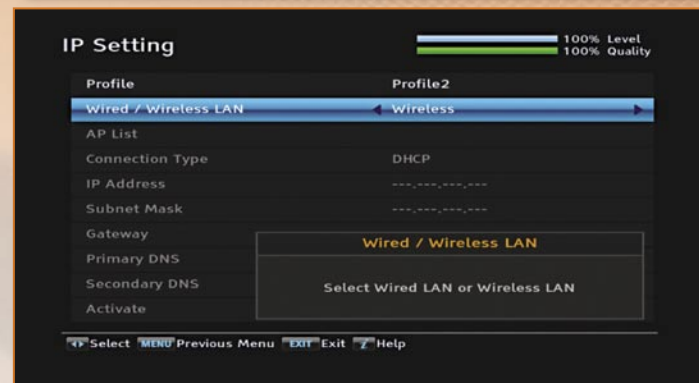 IP Setting
100% Level
100% Quality
Profile Profile2
Wired / Wireless LAN Wireless
AP List
Connection Type DHCP
IP Address ---.---.---.---
Subnet Mask ---.---.---.---
Gateway
Primary DNS
Secondary DNS
Activate
Wired / Wireless LAN
Select Wired LAN or Wireless LAN
Select MENU Previous Menu EXIT Exit i Help